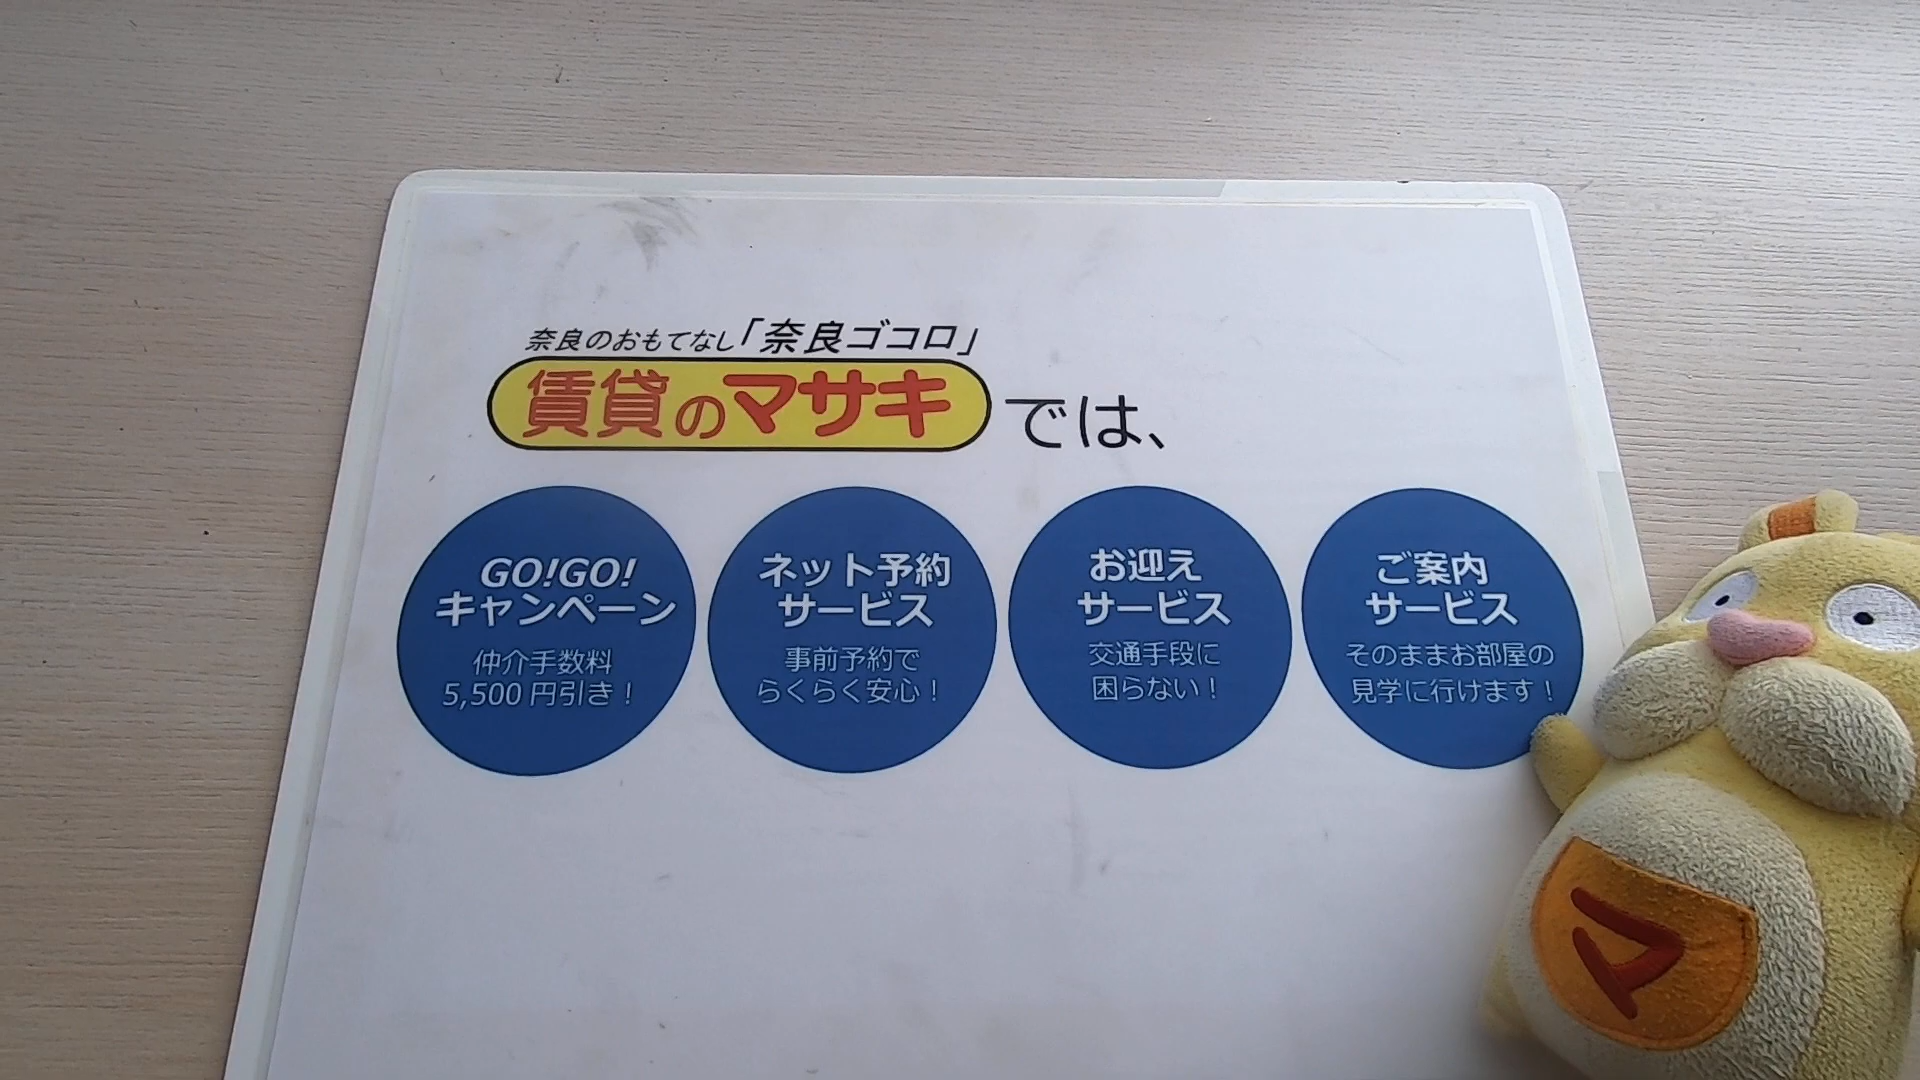 奈良のおもてなし「奈良ゴコロ」
賃貸のマサキでは、
GO!GO!
キャンペーン
仲介手数料
5,500円引き！
ネット予約
サービス
事前予約で
らくらく安心！
お迎え
サービス
交通手段に
困らない！
ご案内
サービス
そのままお部屋の
見学に行けます！
マ